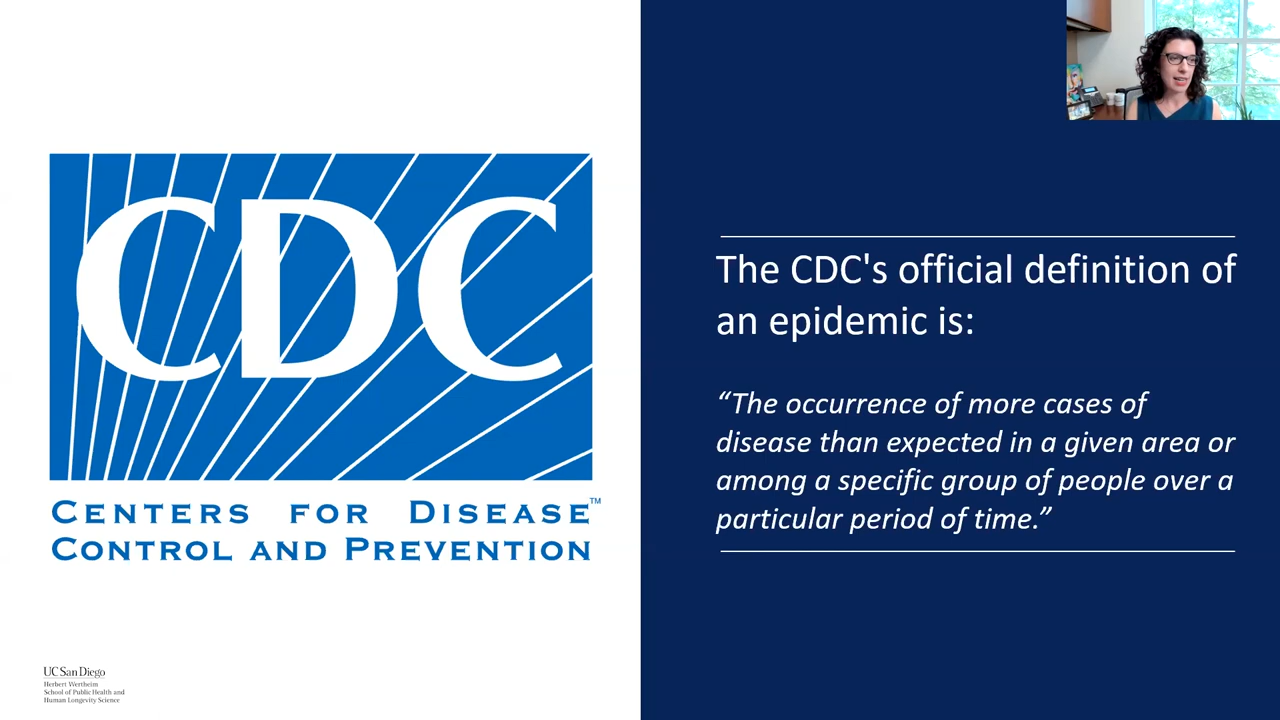 CDC
CENTERS FOR DISEASE™
CONTROL AND PREVENTION
UC San Diego
Herbert Wertheim
School of Public Health and
Human Longevity Science
The CDC's official definition of
an epidemic is:
“The occurrence of more cases of
disease than expected in a given area or
among a specific group of people over a
particular period of time.”